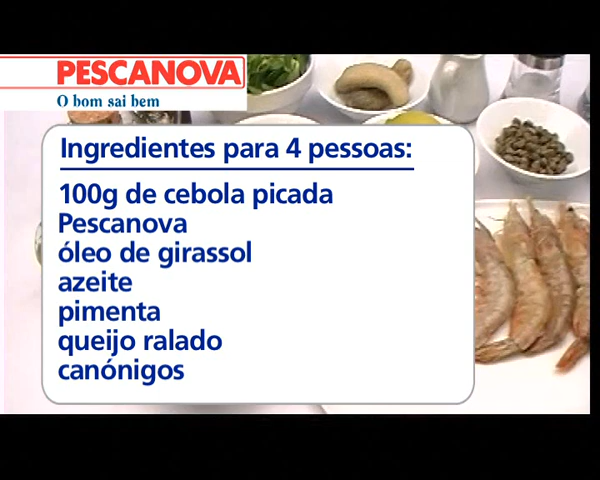 PESCANOVA
O bom sai bem
Ingredientes para 4 pessoas:
100g de cebola picada
Pescanova
óleo de girassol
azeite
pimenta
queijo ralado
canónigos